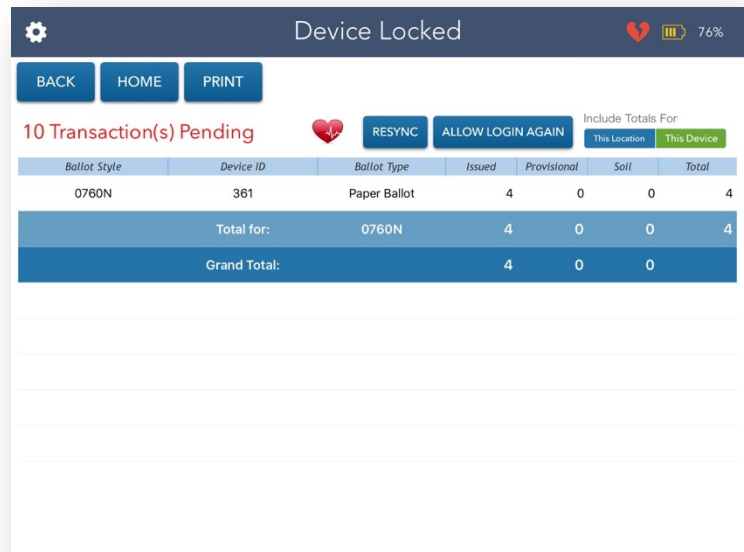 Device Locked 76%
BACK HOME PRINT
Include Totals For
10 Transaction(s) Pending RESYNC ALLOW LOGIN AGAIN This Location This Device
Ballot Style Device ID Ballot Type Issued Provisional Soil Total
0760N 361 Paper Ballot 4 0 0 4
Total for: 0760N 4 0 0 4
Grand Total: 4 0 0